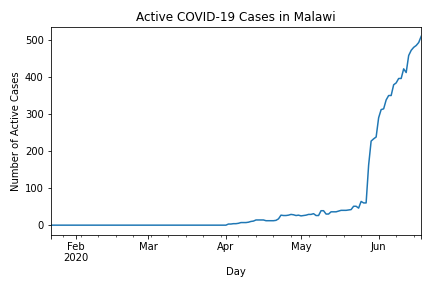 Active COVID-19 Cases in Malawi
500
400
300
200
100
0
Number of Active Cases
Feb
2020
Mar
Apr
May
Jun
Day